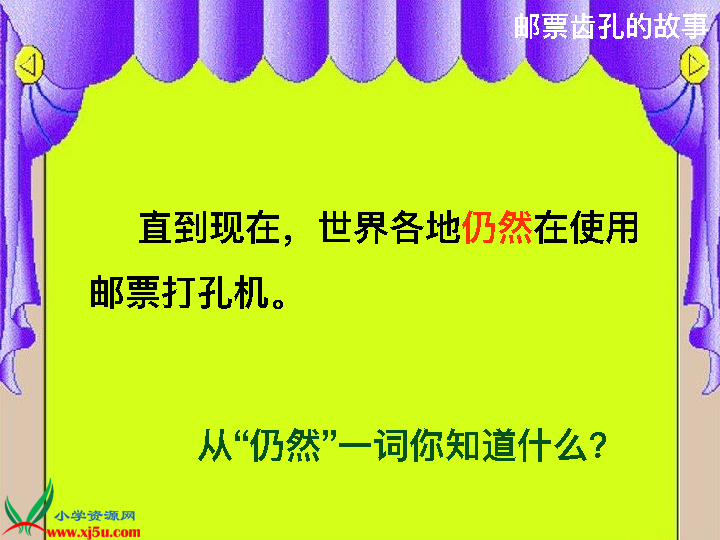 邮票齿孔的故事
直到现在，世界各地仍然在使用
邮票打孔机。
从“仍然”一词你知道什么？
小学资源网
www.xj5u.com